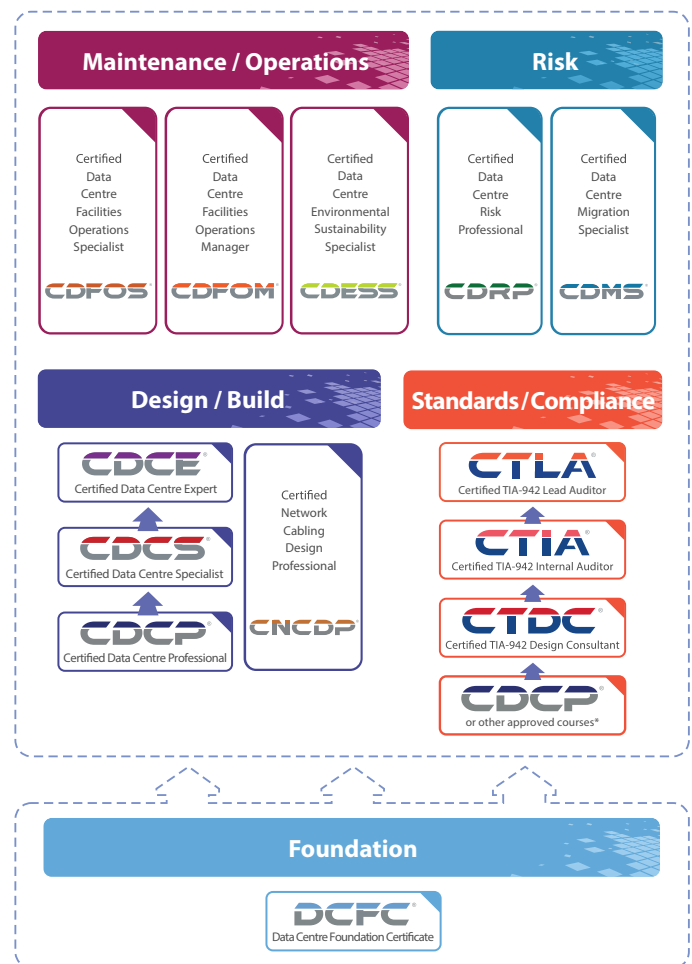 Maintenance / Operations
Certified
Data
Centre
Facilities
Operations
Specialist
CDFOS®
Certified
Data
Centre
Facilities
Operations
Manager
CDFOM®
Certified
Data
Centre
Environmental
Sustainability
Specialist
CDESS®
Risk
Certified
Data
Centre
Risk
Professional
CDRP®
Certified
Data
Centre
Migration
Specialist
CDMS®
Design / Build
CDCE®
Certified Data Centre Expert
CDCS®
Certified Data Centre Specialist
CDCP®
Certified Data Centre Professional
Certified
Network
Cabling
Design
Professional
CNCDP®
Standards/Compliance
CTLA®
Certified TIA-942 Lead Auditor
CTIA®
Certified TIA-942 Internal Auditor
CTDC®
Certified TIA-942 Design Consultant
CDCP®
or other approved courses*
Foundation
DCFC®
Data Centre Foundation Certificate